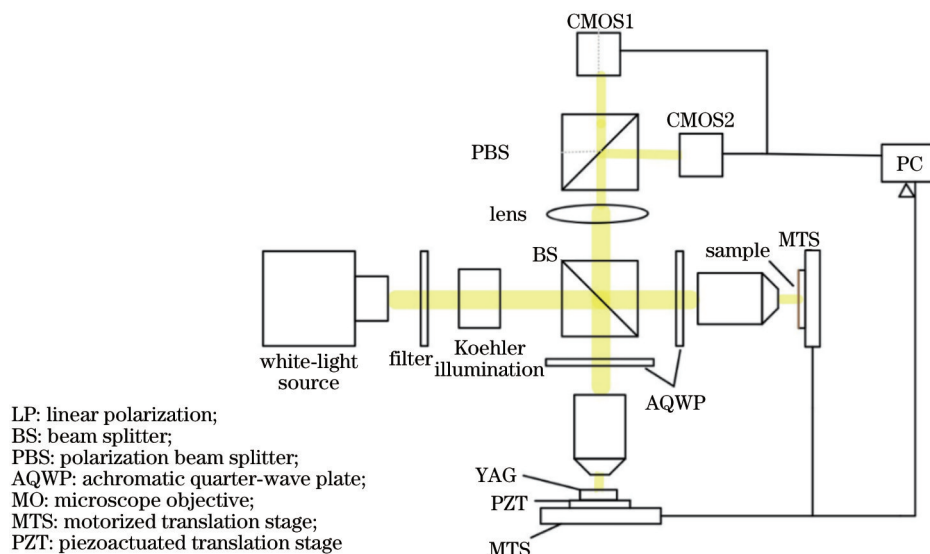 CMOS1
CMOS2
PBS
PC
lens
BS
sample
MTS
white-light
source
filter
Koehler
illumination
AQWP
YAG
PZT
MTS
LP: linear polarization;
BS: beam splitter;
PBS: polarization beam splitter;
AQWP: achromatic quarter-wave plate;
MO: microscope objective;
MTS: motorized translation stage;
PZT: piezoactuated translation stage